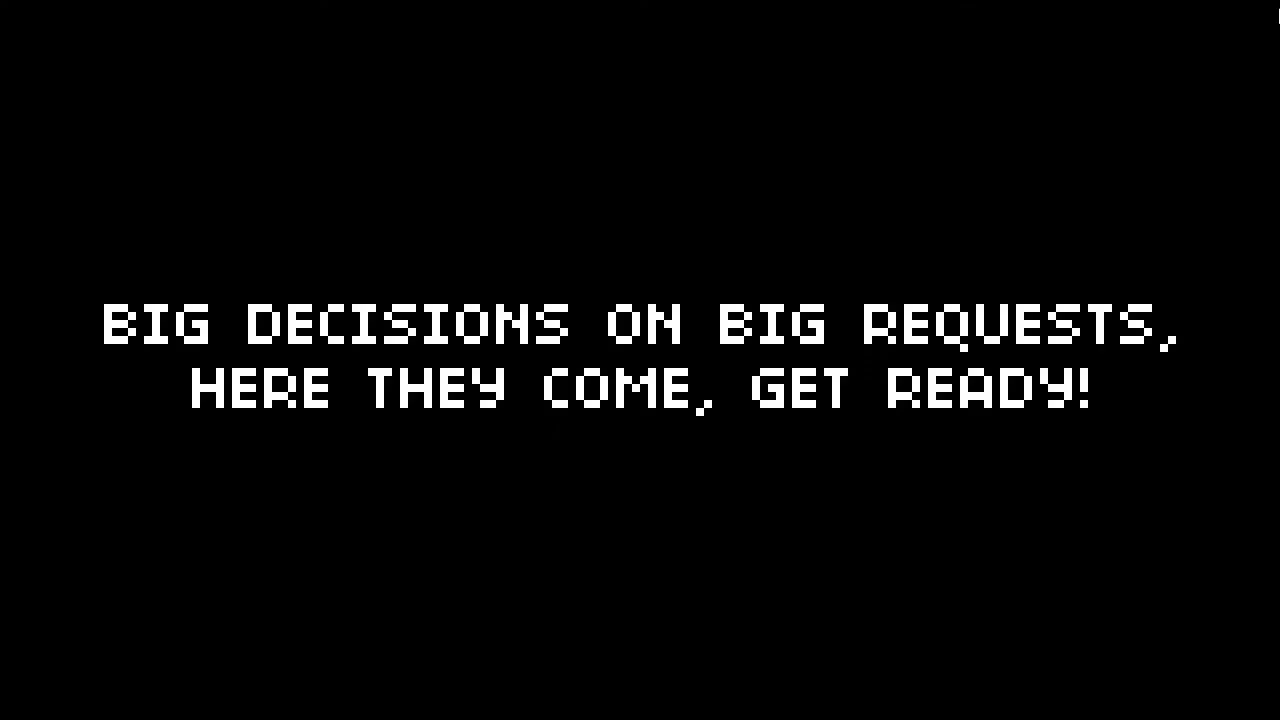 BIG DECISIONS ON BIG REQUESTS,
HERE THEY COME, GET READY!